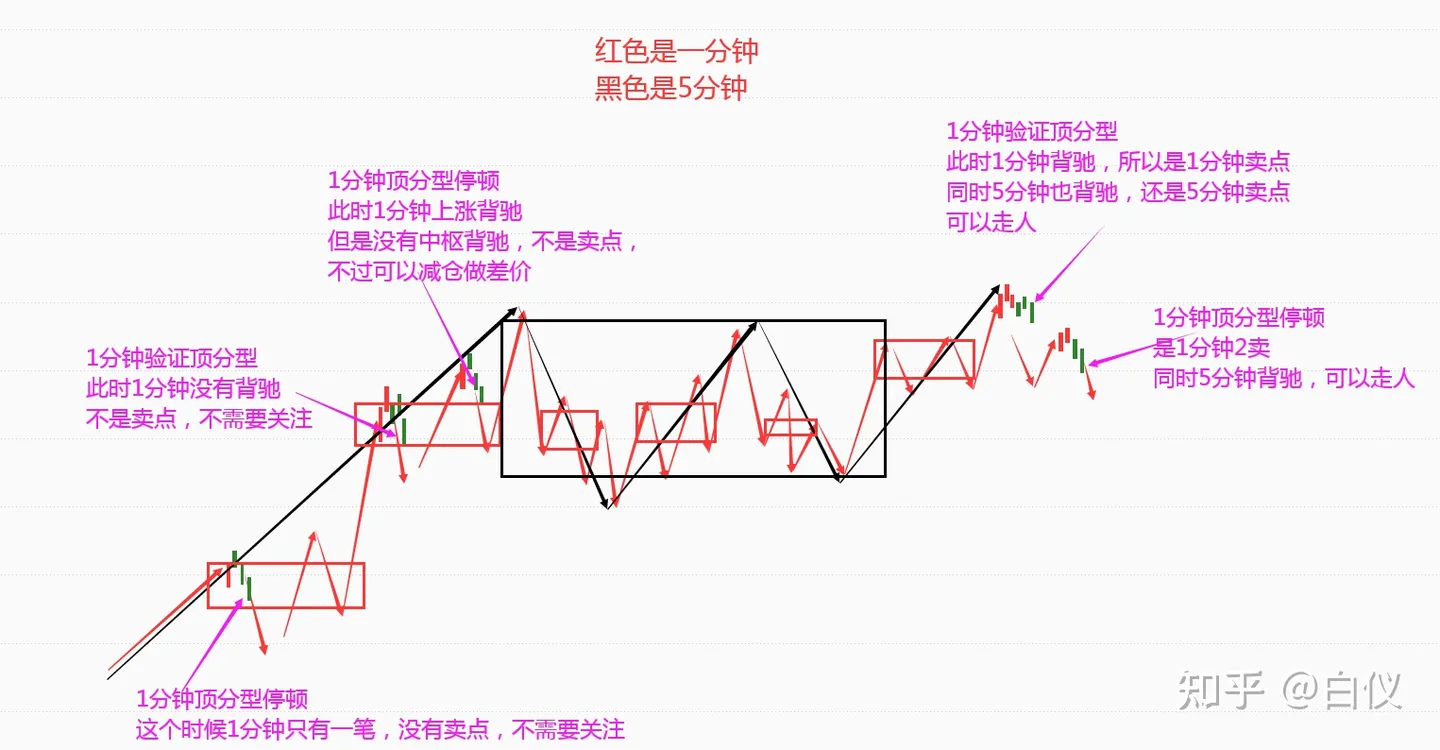 红色是一分钟
黑色是5分钟
1分钟验证顶分型
此时1分钟背驰，所以是1分钟卖点
同时5分钟也背驰，还是5分钟卖点
可以走人
1分钟顶分型停顿
此时1分钟上涨背驰
但是没有中枢背驰，不是卖点，
不过可以减仓做差价
1分钟顶分型停顿
是1分钟2卖
同时5分钟背驰，可以走人
1分钟验证顶分型
此时1分钟没有背驰
不是卖点，不需要关注
1分钟顶分型停顿
这个时候1分钟只有一笔，没有卖点，不需要关注
知乎 @白仪